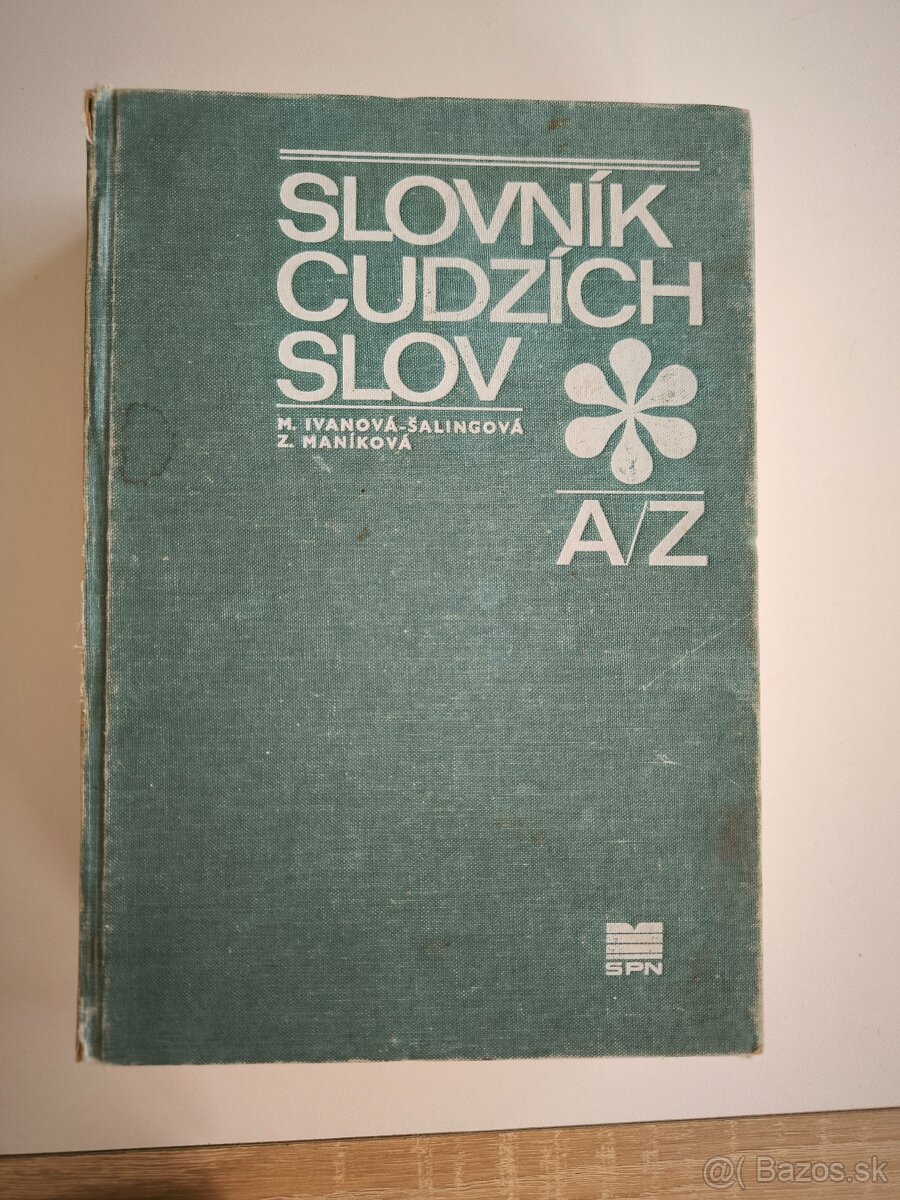 SLOVNÍK
CUDZÍCH
SLOV
M. IVANOVÁ-ŠALINGOVÁ
Z. MANÍKOVÁ
A/Z
SPN
@( Bazos.sk